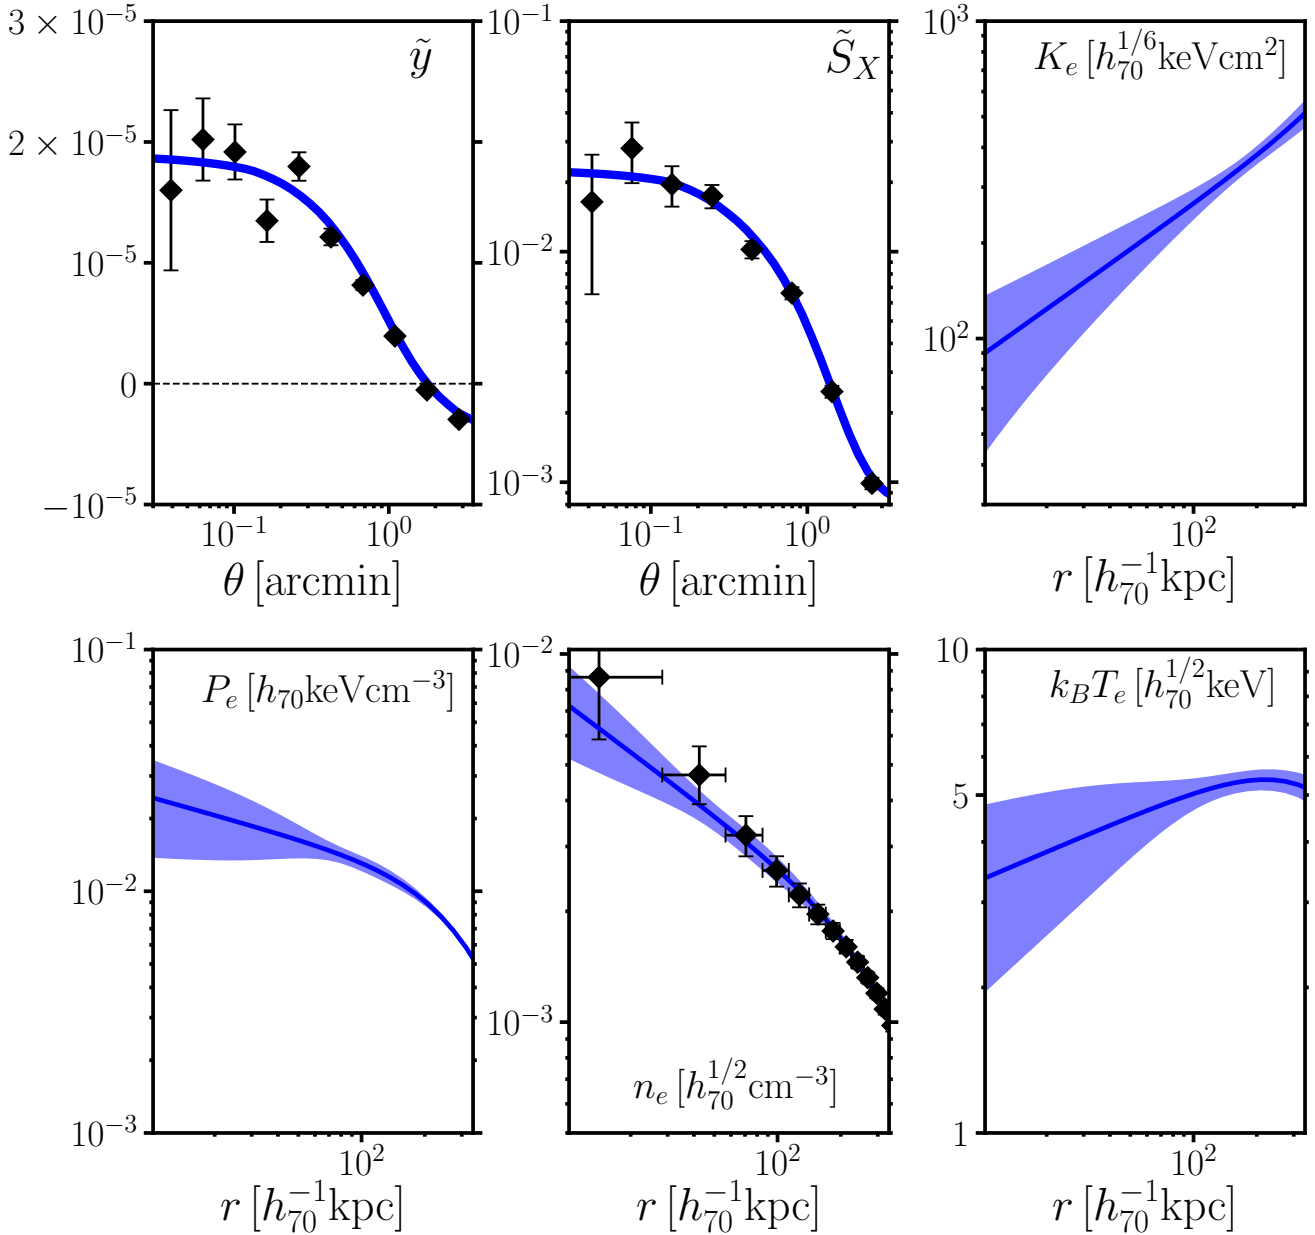 3 × 10⁻⁵
2 × 10⁻⁵
10⁻⁵
0
−10⁻⁵
ỹ
10⁻¹
10⁰
θ [arcmin]
10⁻¹
10⁻²
10⁻³
S̃_X
10⁻¹
10⁰
θ [arcmin]
10³
10²
K_e [h_70^{1/6} keVcm²]
10²
r [h_70^{−1} kpc]
10⁻¹
10⁻²
10⁻³
P_e [h_70 keVcm⁻³]
10²
r [h_70^{−1} kpc]
10⁻²
10⁻³
n_e [h_70^{1/2} cm⁻³]
10²
r [h_70^{−1} kpc]
10
5
1
k_B T_e [h_70^{1/2} keV]
10²
r [h_70^{−1} kpc]